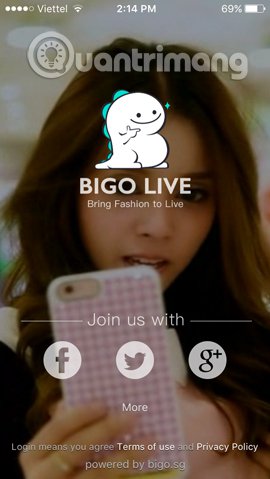 Viettel 2:14 PM 69%
Quantrimang
BIGO LIVE
Bring Fashion to Live
Join us with
f g+
More
Login means you agree Terms of use and Privacy Policy
powered by bigo.sg